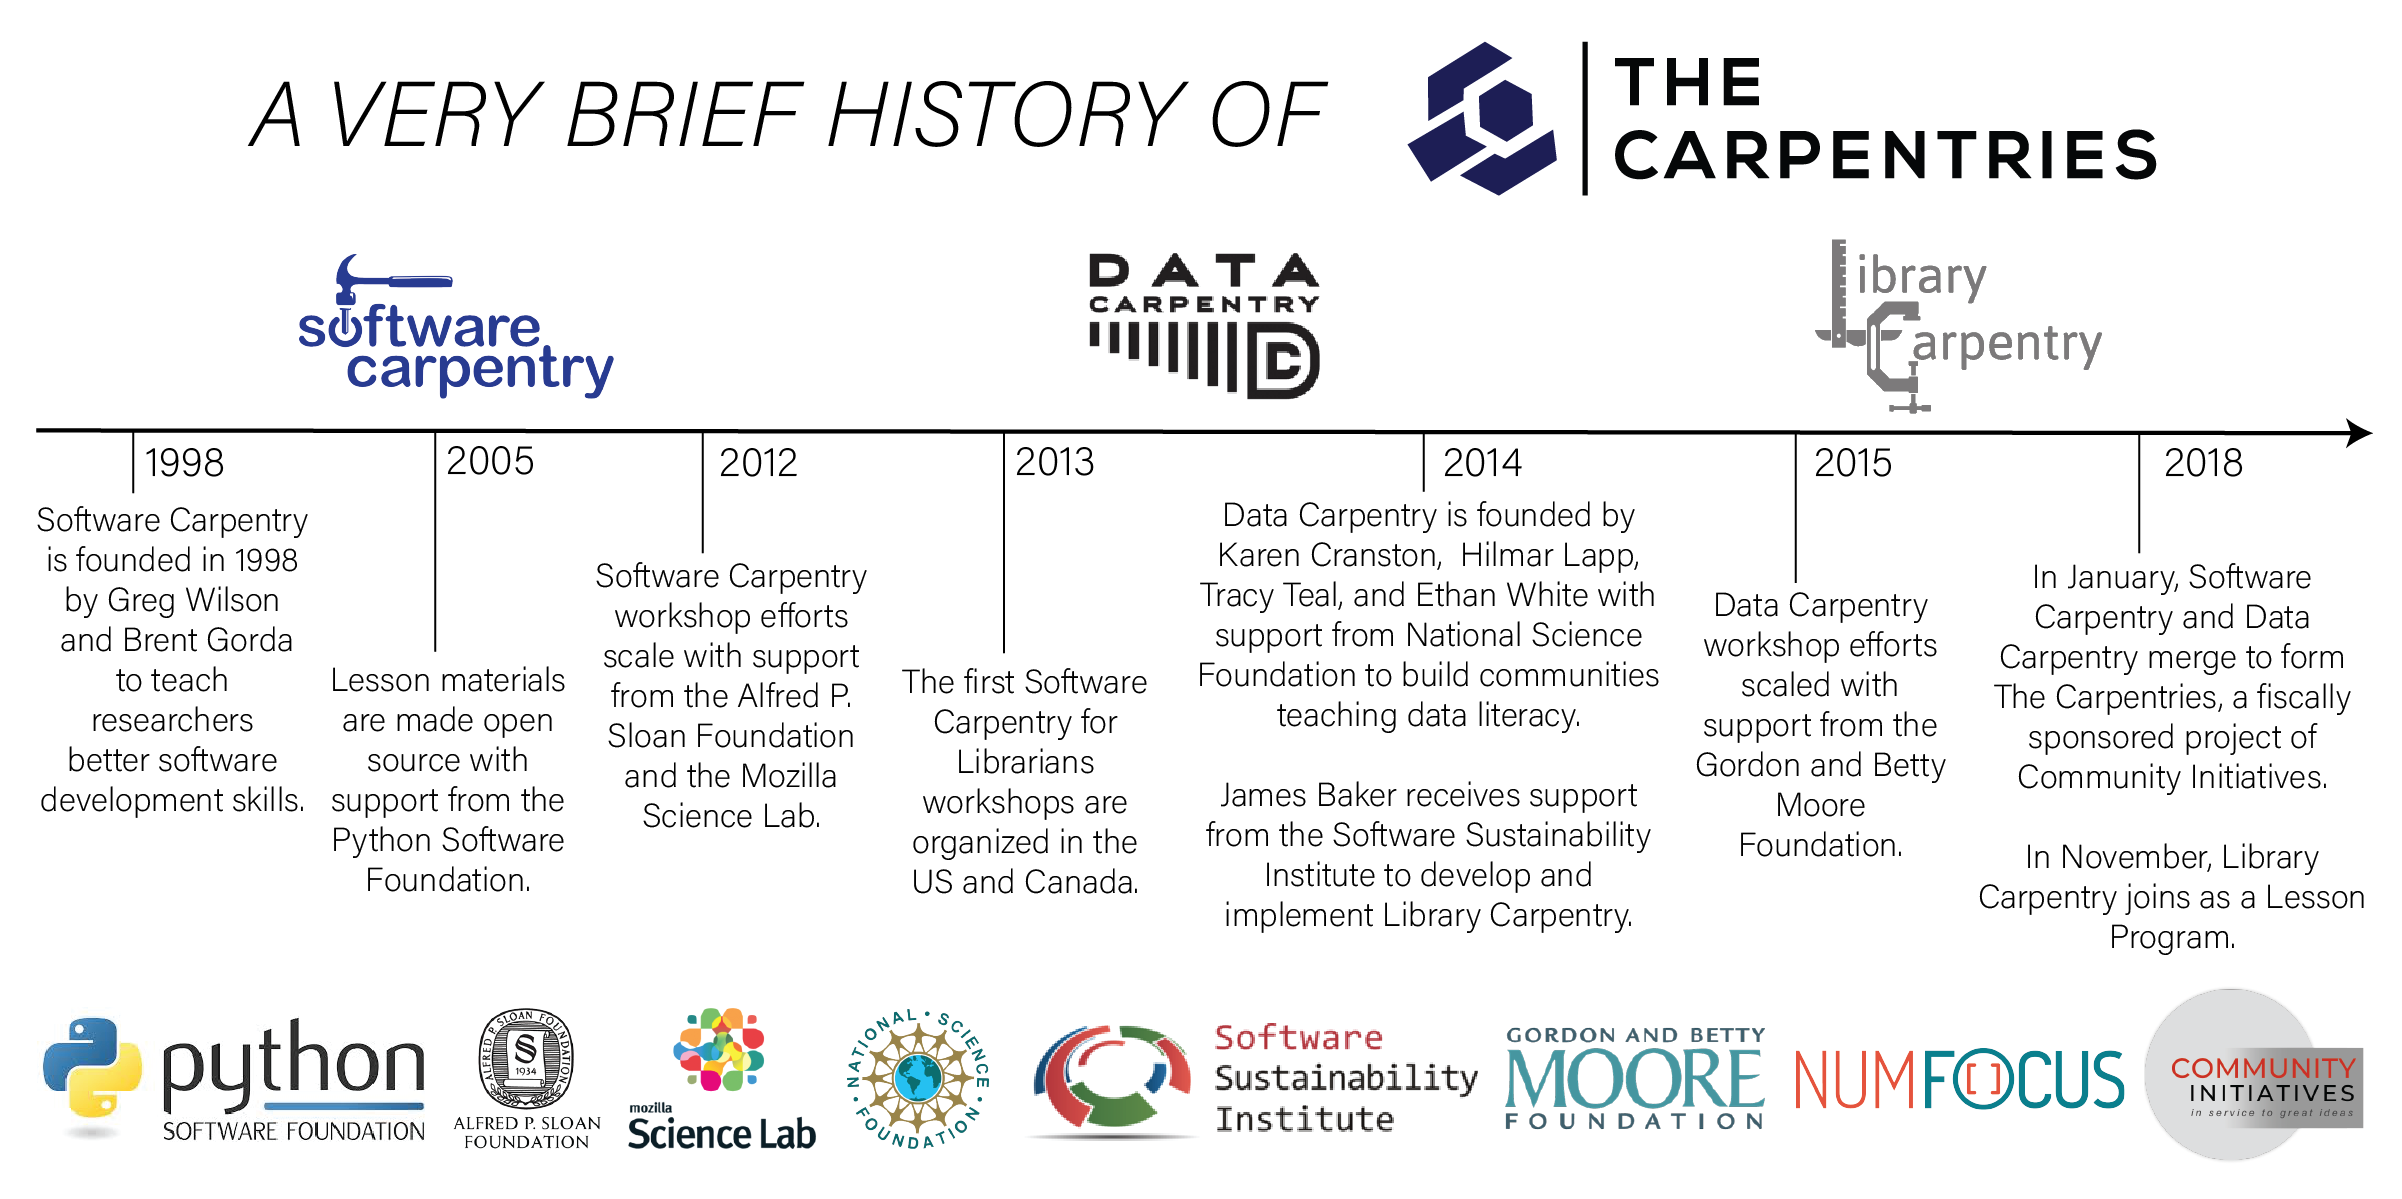 A VERY BRIEF HISTORY OF
THE
CARPENTRIES
software
carpentry
DATA
CARPENTRY
DC
Library
Carpentry
1998
Software Carpentry
is founded in 1998
by Greg Wilson
and Brent Gorda
to teach
researchers
better software
development skills.
2005
Lesson materials
are made open
source with
support from the
Python Software
Foundation.
2012
Software Carpentry
workshop efforts
scale with support
from the Alfred P.
Sloan Foundation
and the Mozilla
Science Lab.
2013
The first Software
Carpentry for
Librarians
workshops are
organized in the
US and Canada.
2014
Data Carpentry is founded by
Karen Cranston,  Hilmar Lapp,
Tracy Teal, and Ethan White with
support from National Science
Foundation to build communities
teaching data literacy.
James Baker receives support
from the Software Sustainability
Institute to develop and
implement Library Carpentry.
2015
Data Carpentry
workshop efforts
scaled with
support from the
Gordon and Betty
Moore
Foundation.
2018
In January, Software
Carpentry and Data
Carpentry merge to form
The Carpentries, a fiscally
sponsored project of
Community Initiatives.
In November, Library
Carpentry joins as a Lesson
Program.
python
SOFTWARE FOUNDATION
ALFRED P. SLOAN FOUNDATION
S
1934
ALFRED P. SLOAN
FOUNDATION
mozilla
Science Lab
NATIONAL • SCIENCE • FOUNDATION •
Software
Sustainability
Institute
GORDON AND BETTY
MOORE
FOUNDATION
NUMFOCUS
COMMUNITY
INITIATIVES
in service to great ideas